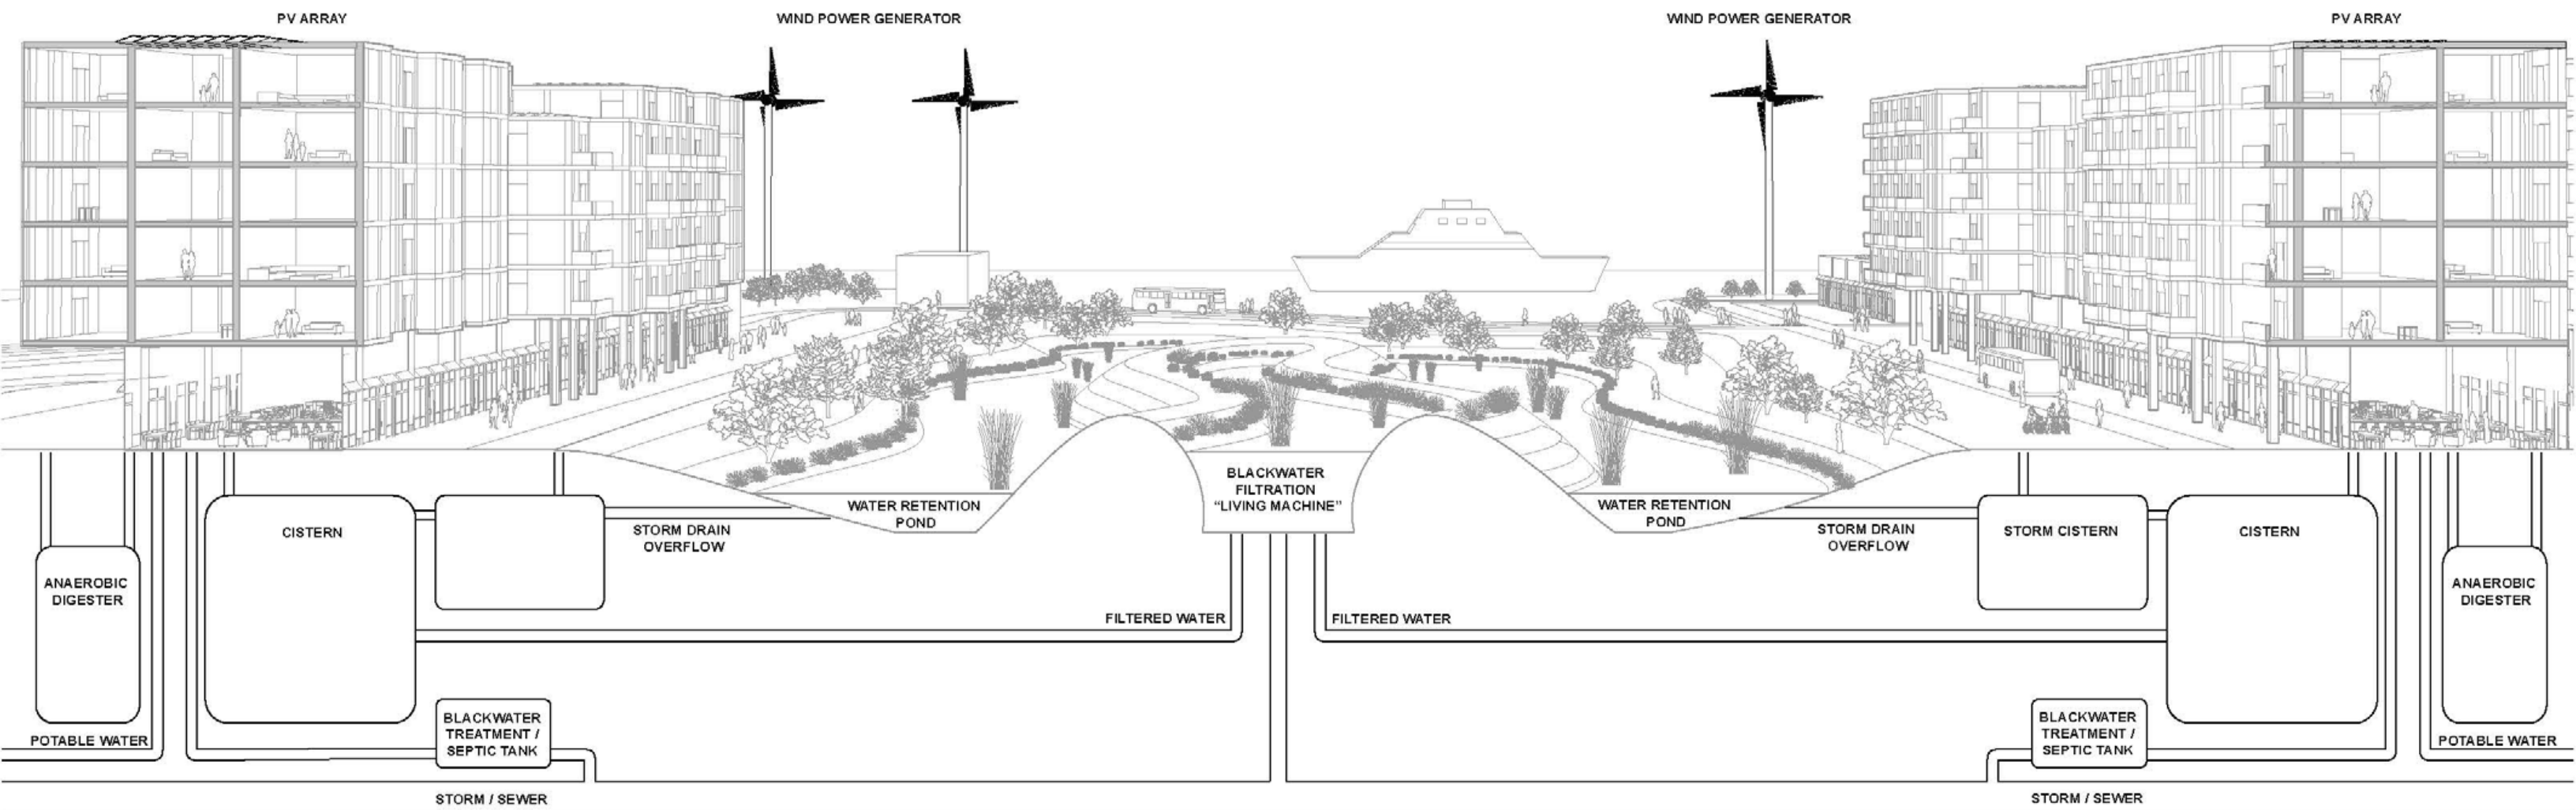 PV ARRAY
WIND POWER GENERATOR
WIND POWER GENERATOR
PV ARRAY
BLACKWATER
FILTRATION
“LIVING MACHINE”
WATER RETENTION
POND
WATER RETENTION
POND
CISTERN
STORM DRAIN
OVERFLOW
STORM DRAIN
OVERFLOW
STORM CISTERN
CISTERN
ANAEROBIC
DIGESTER
ANAEROBIC
DIGESTER
FILTERED WATER
FILTERED WATER
POTABLE WATER
BLACKWATER
TREATMENT /
SEPTIC TANK
BLACKWATER
TREATMENT /
SEPTIC TANK
POTABLE WATER
STORM / SEWER
STORM / SEWER